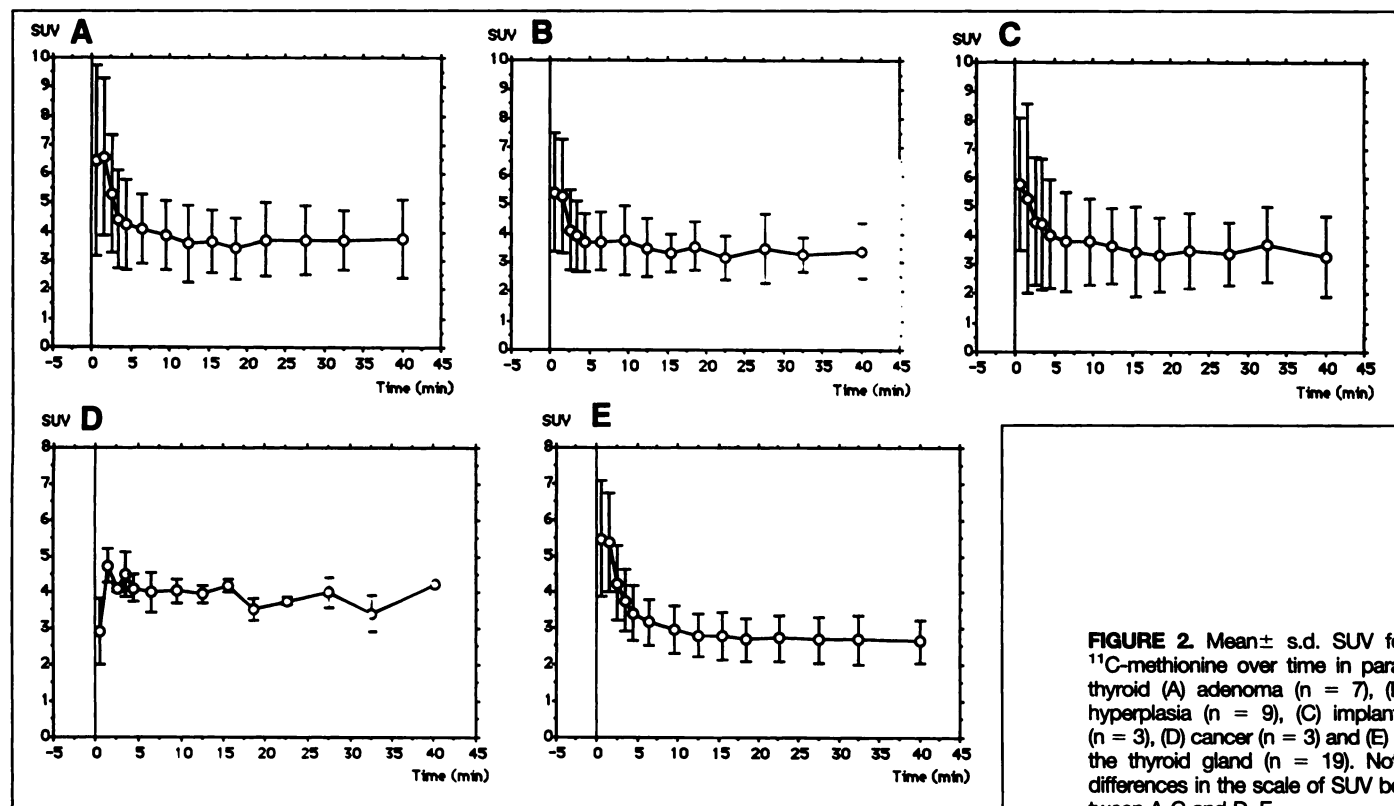 SUV A
10
9
8
7
6
5
4
3
2
1
0
-5 0 5 10 15 20 25 30 35 40 45
Time (min)
SUV B
10
9
8
7
6
5
4
3
2
1
0
-5 0 5 10 15 20 25 30 35 40 45
Time (min)
SUV C
10
9
8
7
6
5
4
3
2
1
0
-5 0 5 10 15 20 25 30 35 40 45
Time (min)
SUV D
8
7
6
5
4
3
2
1
0
-5 0 5 10 15 20 25 30 35 40 45
Time (min)
SUV E
8
7
6
5
4
3
2
1
0
-5 0 5 10 15 20 25 30 35 40 45
Time (min)
FIGURE 2. Mean± s.d. SUV
¹¹C-methionine over time in para
thyroid (A) adenoma (n = 7),
hyperplasia (n = 9), (C) implant
(n = 3), (D) cancer (n = 3) and (E)
the thyroid gland (n = 19). Not
differences in the scale of SUV be